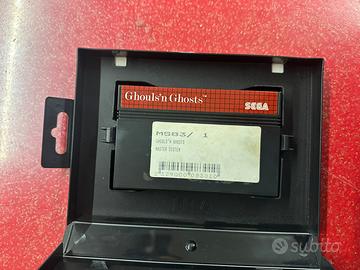 Ghouls'n Ghosts™
SEGA
MS83/ 1
GHOULS'N GHOSTS
MASTER SYSTEM
subito